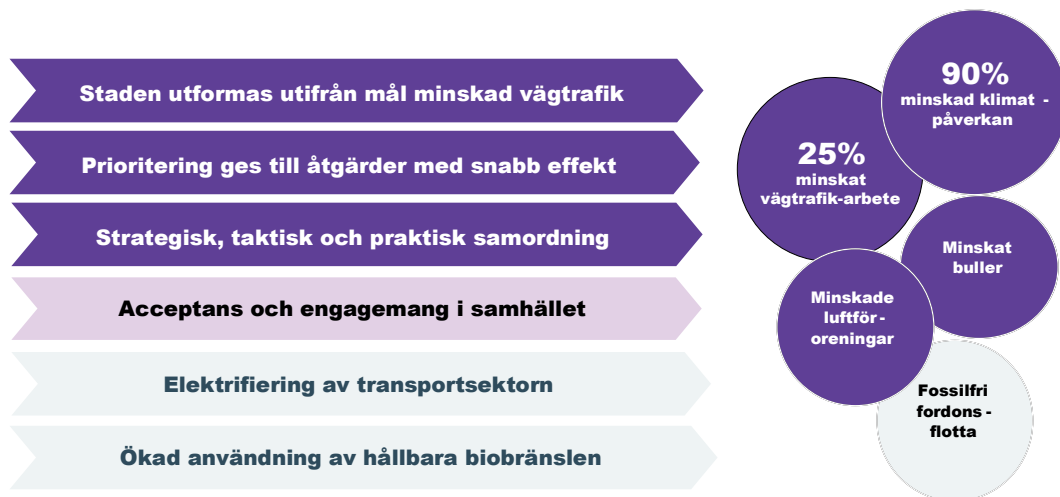 Staden utformas utifrån mål minskad vägtrafik
Prioritering ges till åtgärder med snabb effekt
Strategisk, taktisk och praktisk samordning
Acceptans och engagemang i samhället
Elektrifiering av transportsektorn
Ökad användning av hållbara biobränslen
90%
minskad klimat -
påverkan
25%
minskat
vägtrafik-arbete
Minskat
buller
Minskade
luftför-
oreningar
Fossilfri
fordons -
flotta